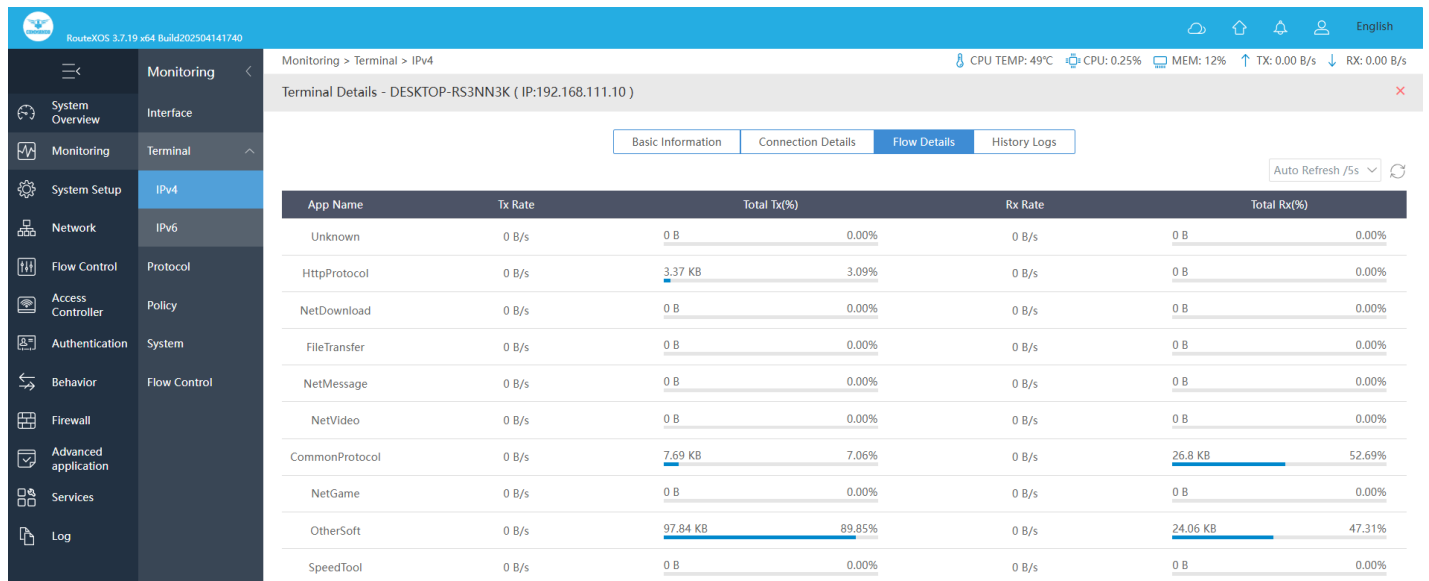 RouteXOS 3.7.19 x64 Build202504141740
English
Monitoring
Monitoring > Terminal > IPv4
CPU TEMP: 49℃ CPU: 0.25% MEM: 12% TX: 0.00 B/s RX: 0.00 B/s
Terminal Details - DESKTOP-RS3NN3K ( IP:192.168.111.10 )
System
Overview
Monitoring
System Setup
Network
Flow Control
Access
Controller
Authentication
Behavior
Firewall
Advanced
application
Services
Log
Interface
Terminal
IPv4
IPv6
Protocol
Policy
System
Flow Control
Basic Information Connection Details Flow Details History Logs
Auto Refresh /5s
App Name Tx Rate Total Tx(%) Rx Rate Total Rx(%)
Unknown 0 B/s 0 B 0.00% 0 B/s 0 B 0.00%
HttpProtocol 0 B/s 3.37 KB 3.09% 0 B/s 0 B 0.00%
NetDownload 0 B/s 0 B 0.00% 0 B/s 0 B 0.00%
FileTransfer 0 B/s 0 B 0.00% 0 B/s 0 B 0.00%
NetMessage 0 B/s 0 B 0.00% 0 B/s 0 B 0.00%
NetVideo 0 B/s 0 B 0.00% 0 B/s 0 B 0.00%
CommonProtocol 0 B/s 7.69 KB 7.06% 0 B/s 26.8 KB 52.69%
NetGame 0 B/s 0 B 0.00% 0 B/s 0 B 0.00%
OtherSoft 0 B/s 97.84 KB 89.85% 0 B/s 24.06 KB 47.31%
SpeedTool 0 B/s 0 B 0.00% 0 B/s 0 B 0.00%